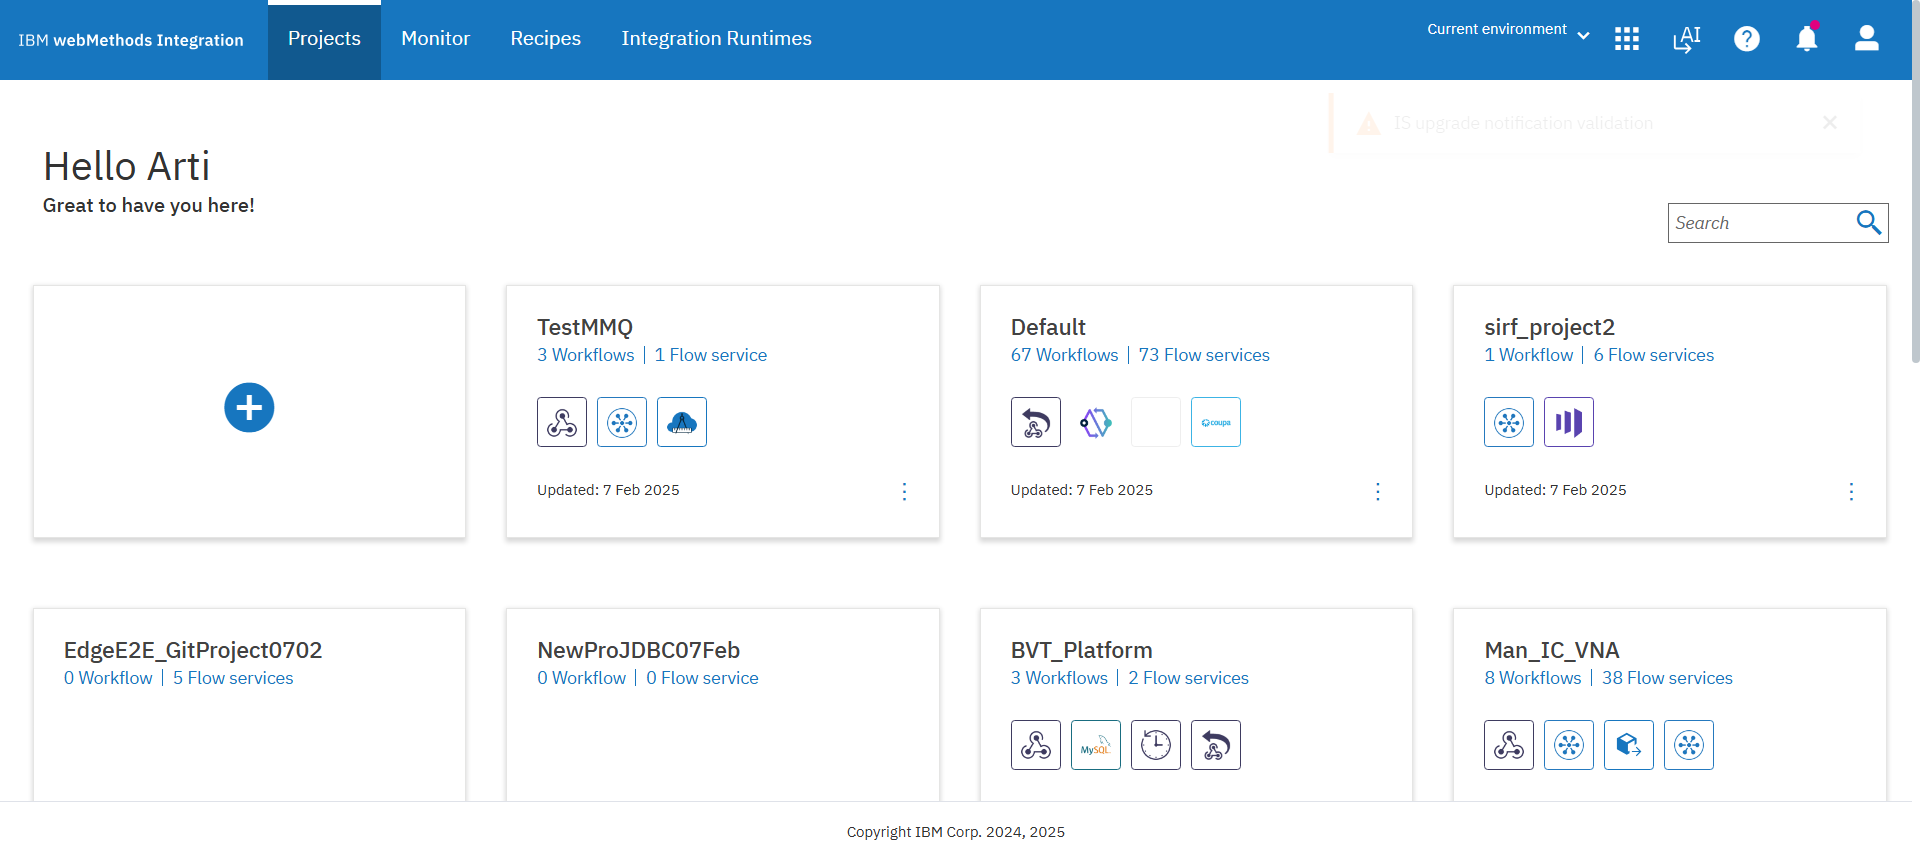 IBM webMethods Integration
Projects
Monitor
Recipes
Integration Runtimes
Current environment
AI
?
IS upgrade notification validation
Hello Arti
Great to have you here!
Search
TestMMQ
3 Workflows | 1 Flow service
Updated: 7 Feb 2025
Default
67 Workflows | 73 Flow services
coupa
Updated: 7 Feb 2025
sirf_project2
1 Workflow | 6 Flow services
Updated: 7 Feb 2025
EdgeE2E_GitProject0702
0 Workflow | 5 Flow services
NewProJDBC07Feb
0 Workflow | 0 Flow service
BVT_Platform
3 Workflows | 2 Flow services
MySQL
Man_IC_VNA
8 Workflows | 38 Flow services
Copyright IBM Corp. 2024, 2025